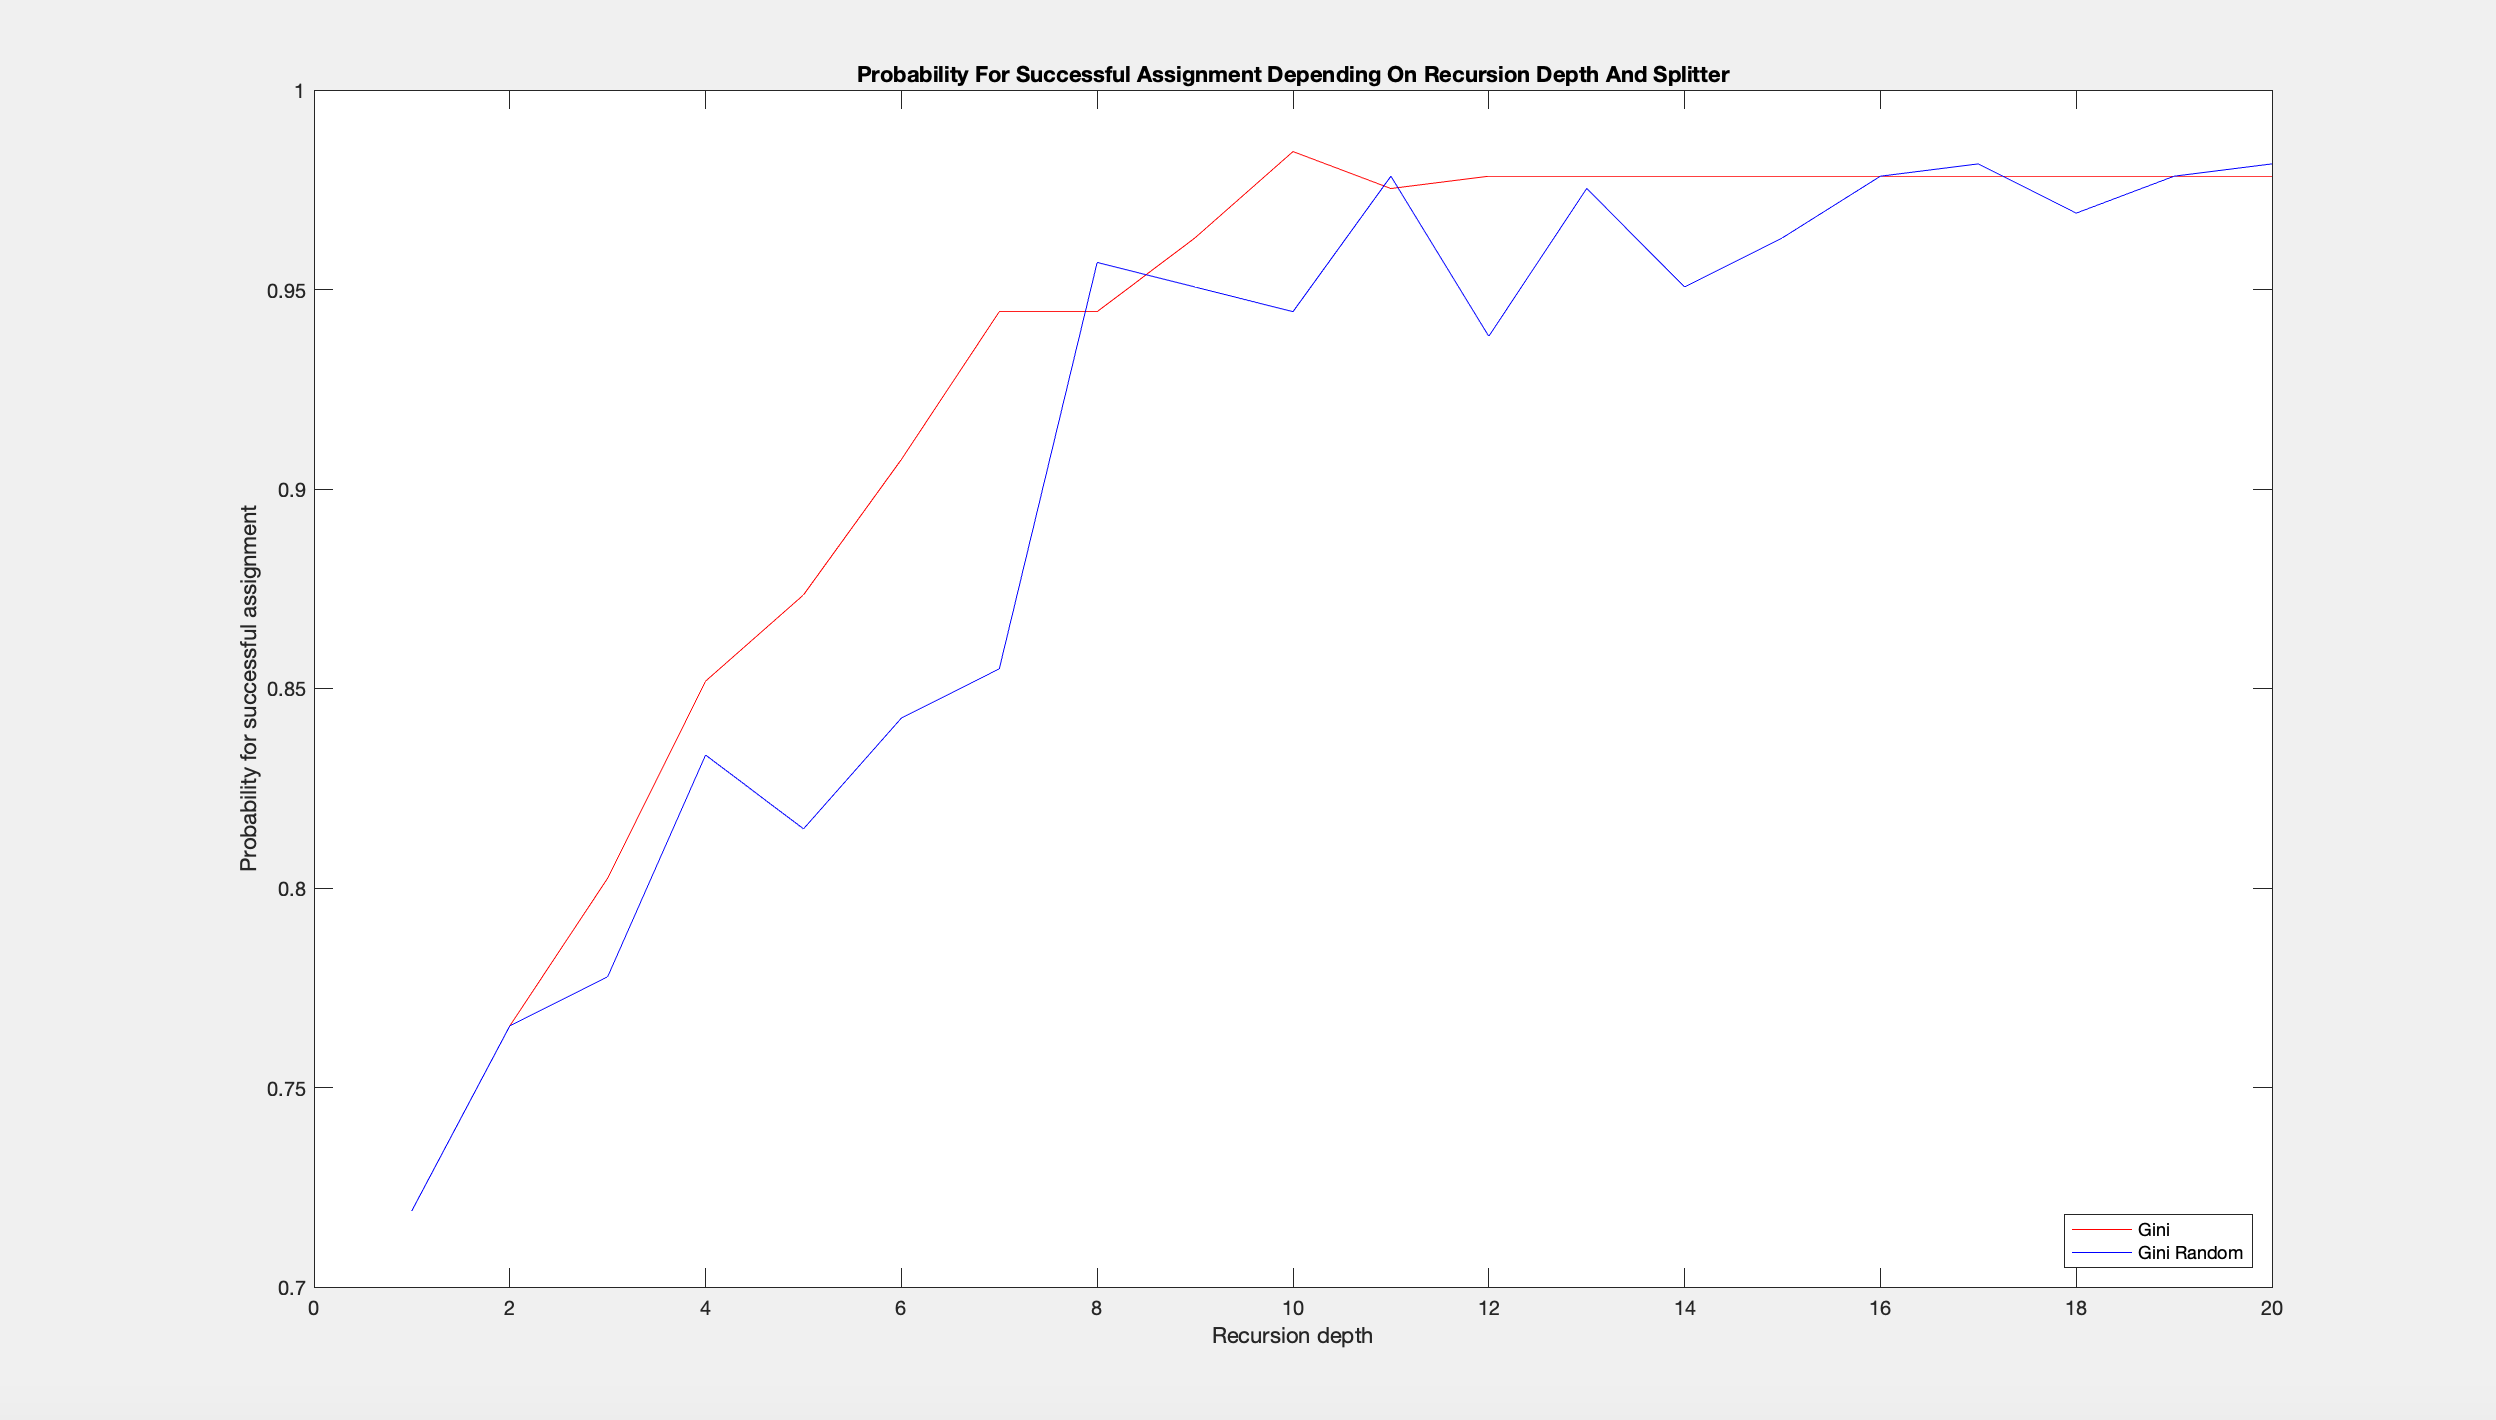 Probability For Successful Assignment Depending On Recursion Depth And Splitter
1
0.95
0.9
0.85
0.8
0.75
0.7
Probability for successful assignment
0 2 4 6 8 10 12 14 16 18 20
Recursion depth
Gini
Gini Random